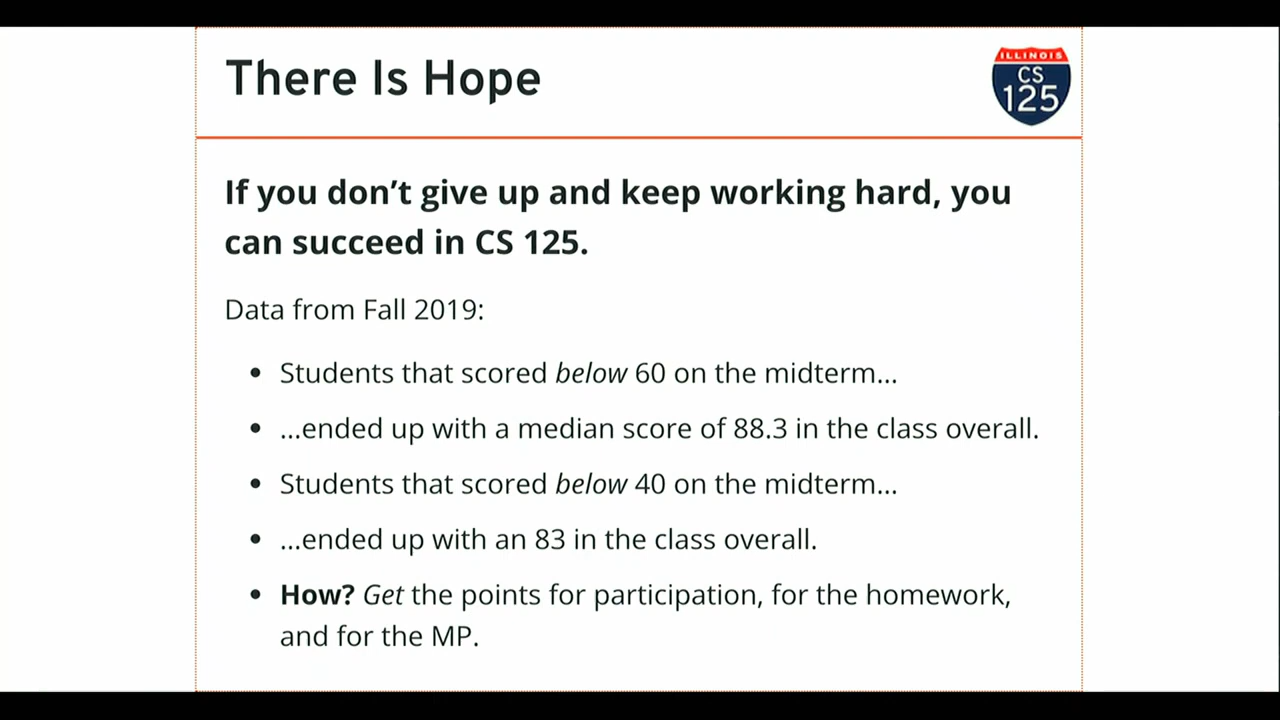 There Is Hope
ILLINOIS
CS
125
If you don’t give up and keep working hard, you
can succeed in CS 125.
Data from Fall 2019:
• Students that scored below 60 on the midterm...
• ...ended up with a median score of 88.3 in the class overall.
• Students that scored below 40 on the midterm...
• ...ended up with an 83 in the class overall.
• How? Get the points for participation, for the homework,
and for the MP.